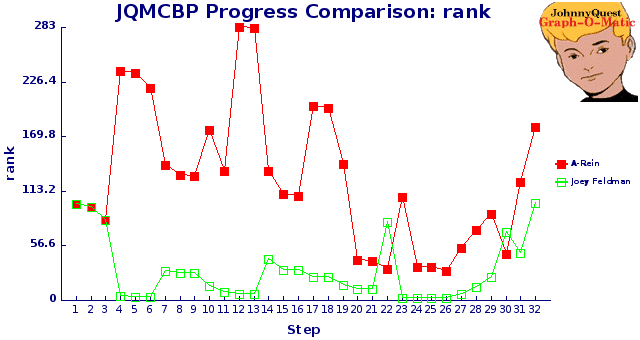 JQMCBP Progress Comparison: rank
JohnnyQuest
Graph-O-Matic
283
226.4
169.8
113.2
56.6
0
rank
1 2 3 4 5 6 7 8 9 10 11 12 13 14 15 16 17 18 19 20 21 22 23 24 25 26 27 28 29 30 31 32
Step
A-Rein
Joey Feldman